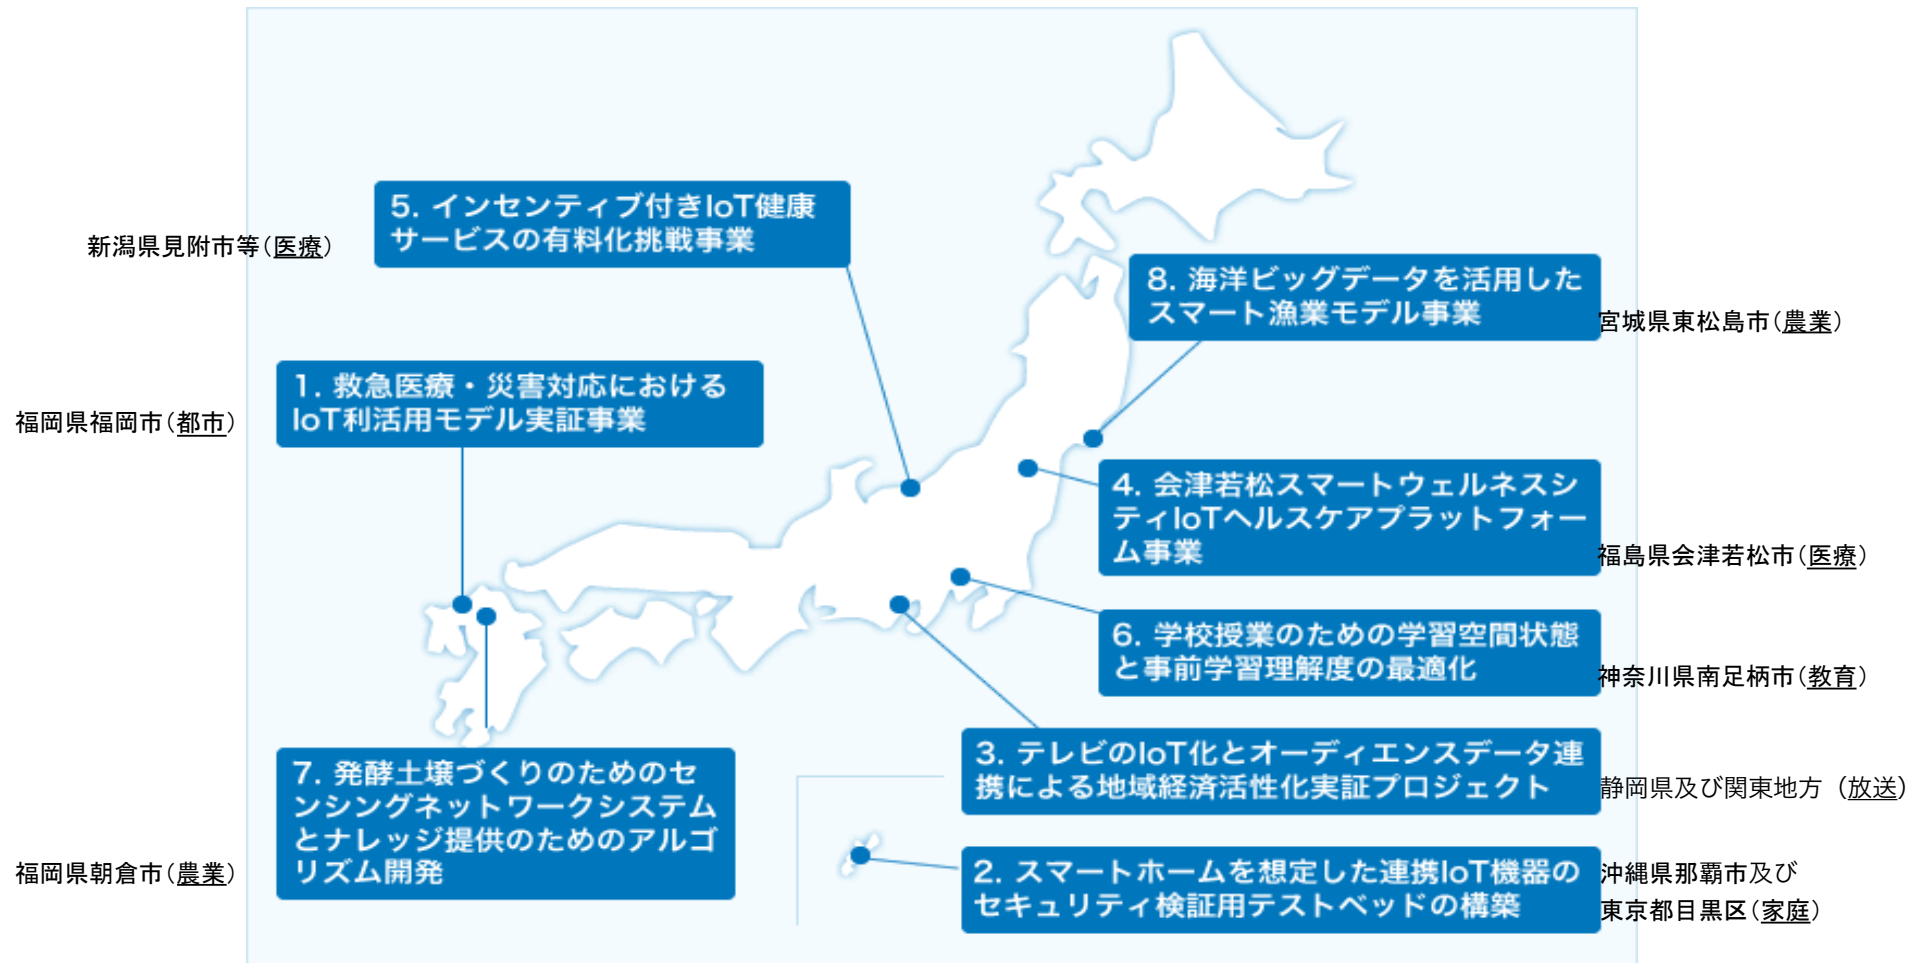 5. インセンティブ付きIoT健康
サービスの有料化挑戦事業
新潟県見附市等(医療)
8. 海洋ビッグデータを活用した
スマート漁業モデル事業
宮城県東松島市(農業)
1. 救急医療・災害対応における
IoT利活用モデル実証事業
福岡県福岡市(都市)
4. 会津若松スマートウェルネスシ
ティIoTヘルスケアプラットフォー
ム事業
福島県会津若松市(医療)
6. 学校授業のための学習空間状態
と事前学習理解度の最適化
神奈川県南足柄市(教育)
3. テレビのIoT化とオーディエンスデータ連
携による地域経済活性化実証プロジェクト
静岡県及び関東地方（放送)
7. 発酵土壌づくりのためのセ
ンシングネットワークシステム
とナレッジ提供のためのアルゴ
リズム開発
福岡県朝倉市(農業)
2. スマートホームを想定した連携IoT機器の
セキュリティ検証用テストベッドの構築
沖縄県那覇市及び
東京都目黒区(家庭)